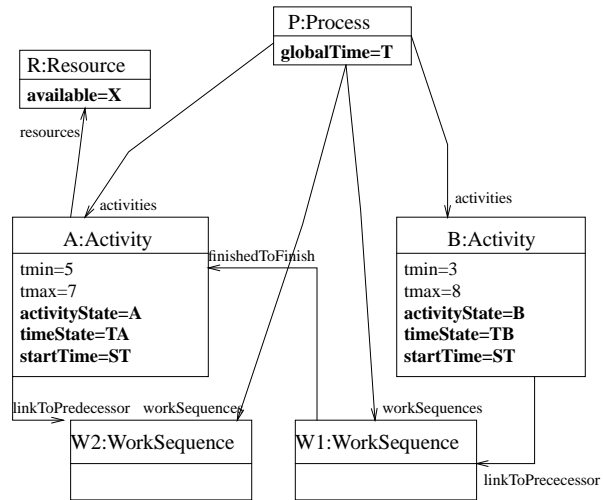 P:Process
globalTime=T
R:Resource
available=X
resources
activities
activities
A:Activity
tmin=5
tmax=7
activityState=A
timeState=TA
startTime=ST
finishedToFinish
B:Activity
tmin=3
tmax=8
activityState=B
timeState=TB
startTime=ST
linkToPredecessor
workSequences
workSequences
W2:WorkSequence
W1:WorkSequence
linkToPrececessor